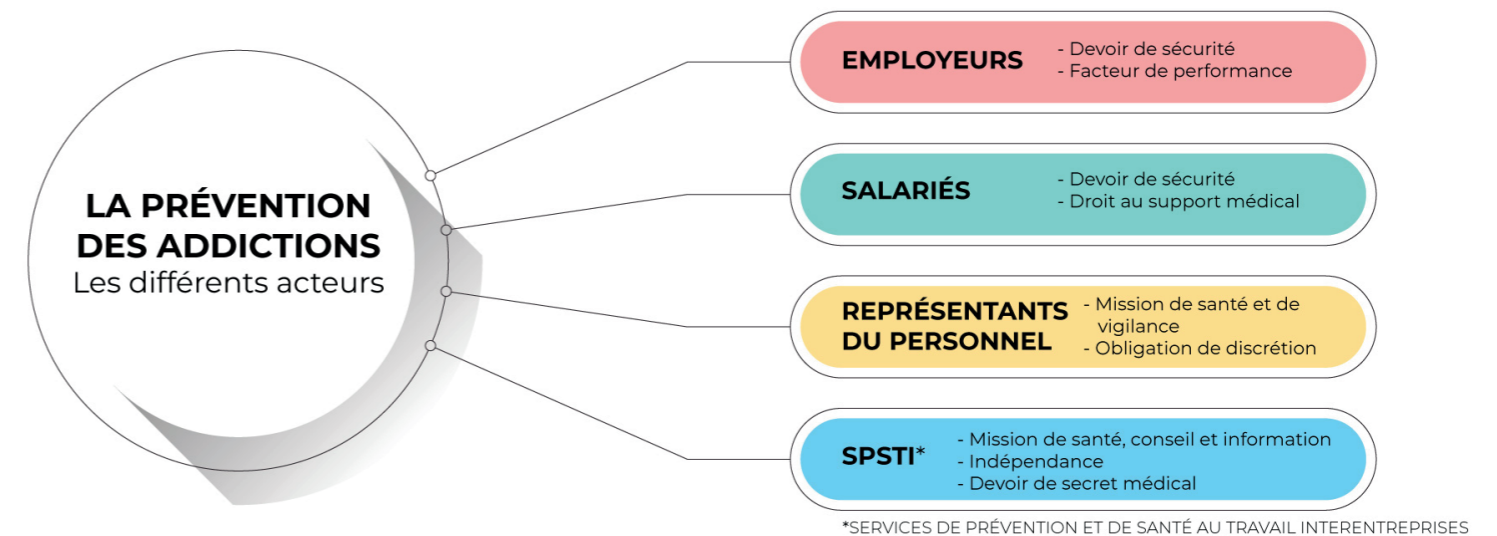 LA PRÉVENTION
DES ADDICTIONS
Les différents acteurs
EMPLOYEURS
- Devoir de sécurité
- Facteur de performance
SALARIÉS
- Devoir de sécurité
- Droit au support médical
REPRÉSENTANTS
DU PERSONNEL
- Mission de santé et de
vigilance
- Obligation de discrétion
SPSTI*
- Mission de santé, conseil et information
- Indépendance
- Devoir de secret médical
*SERVICES DE PRÉVENTION ET DE SANTÉ AU TRAVAIL INTERENTREPRISES